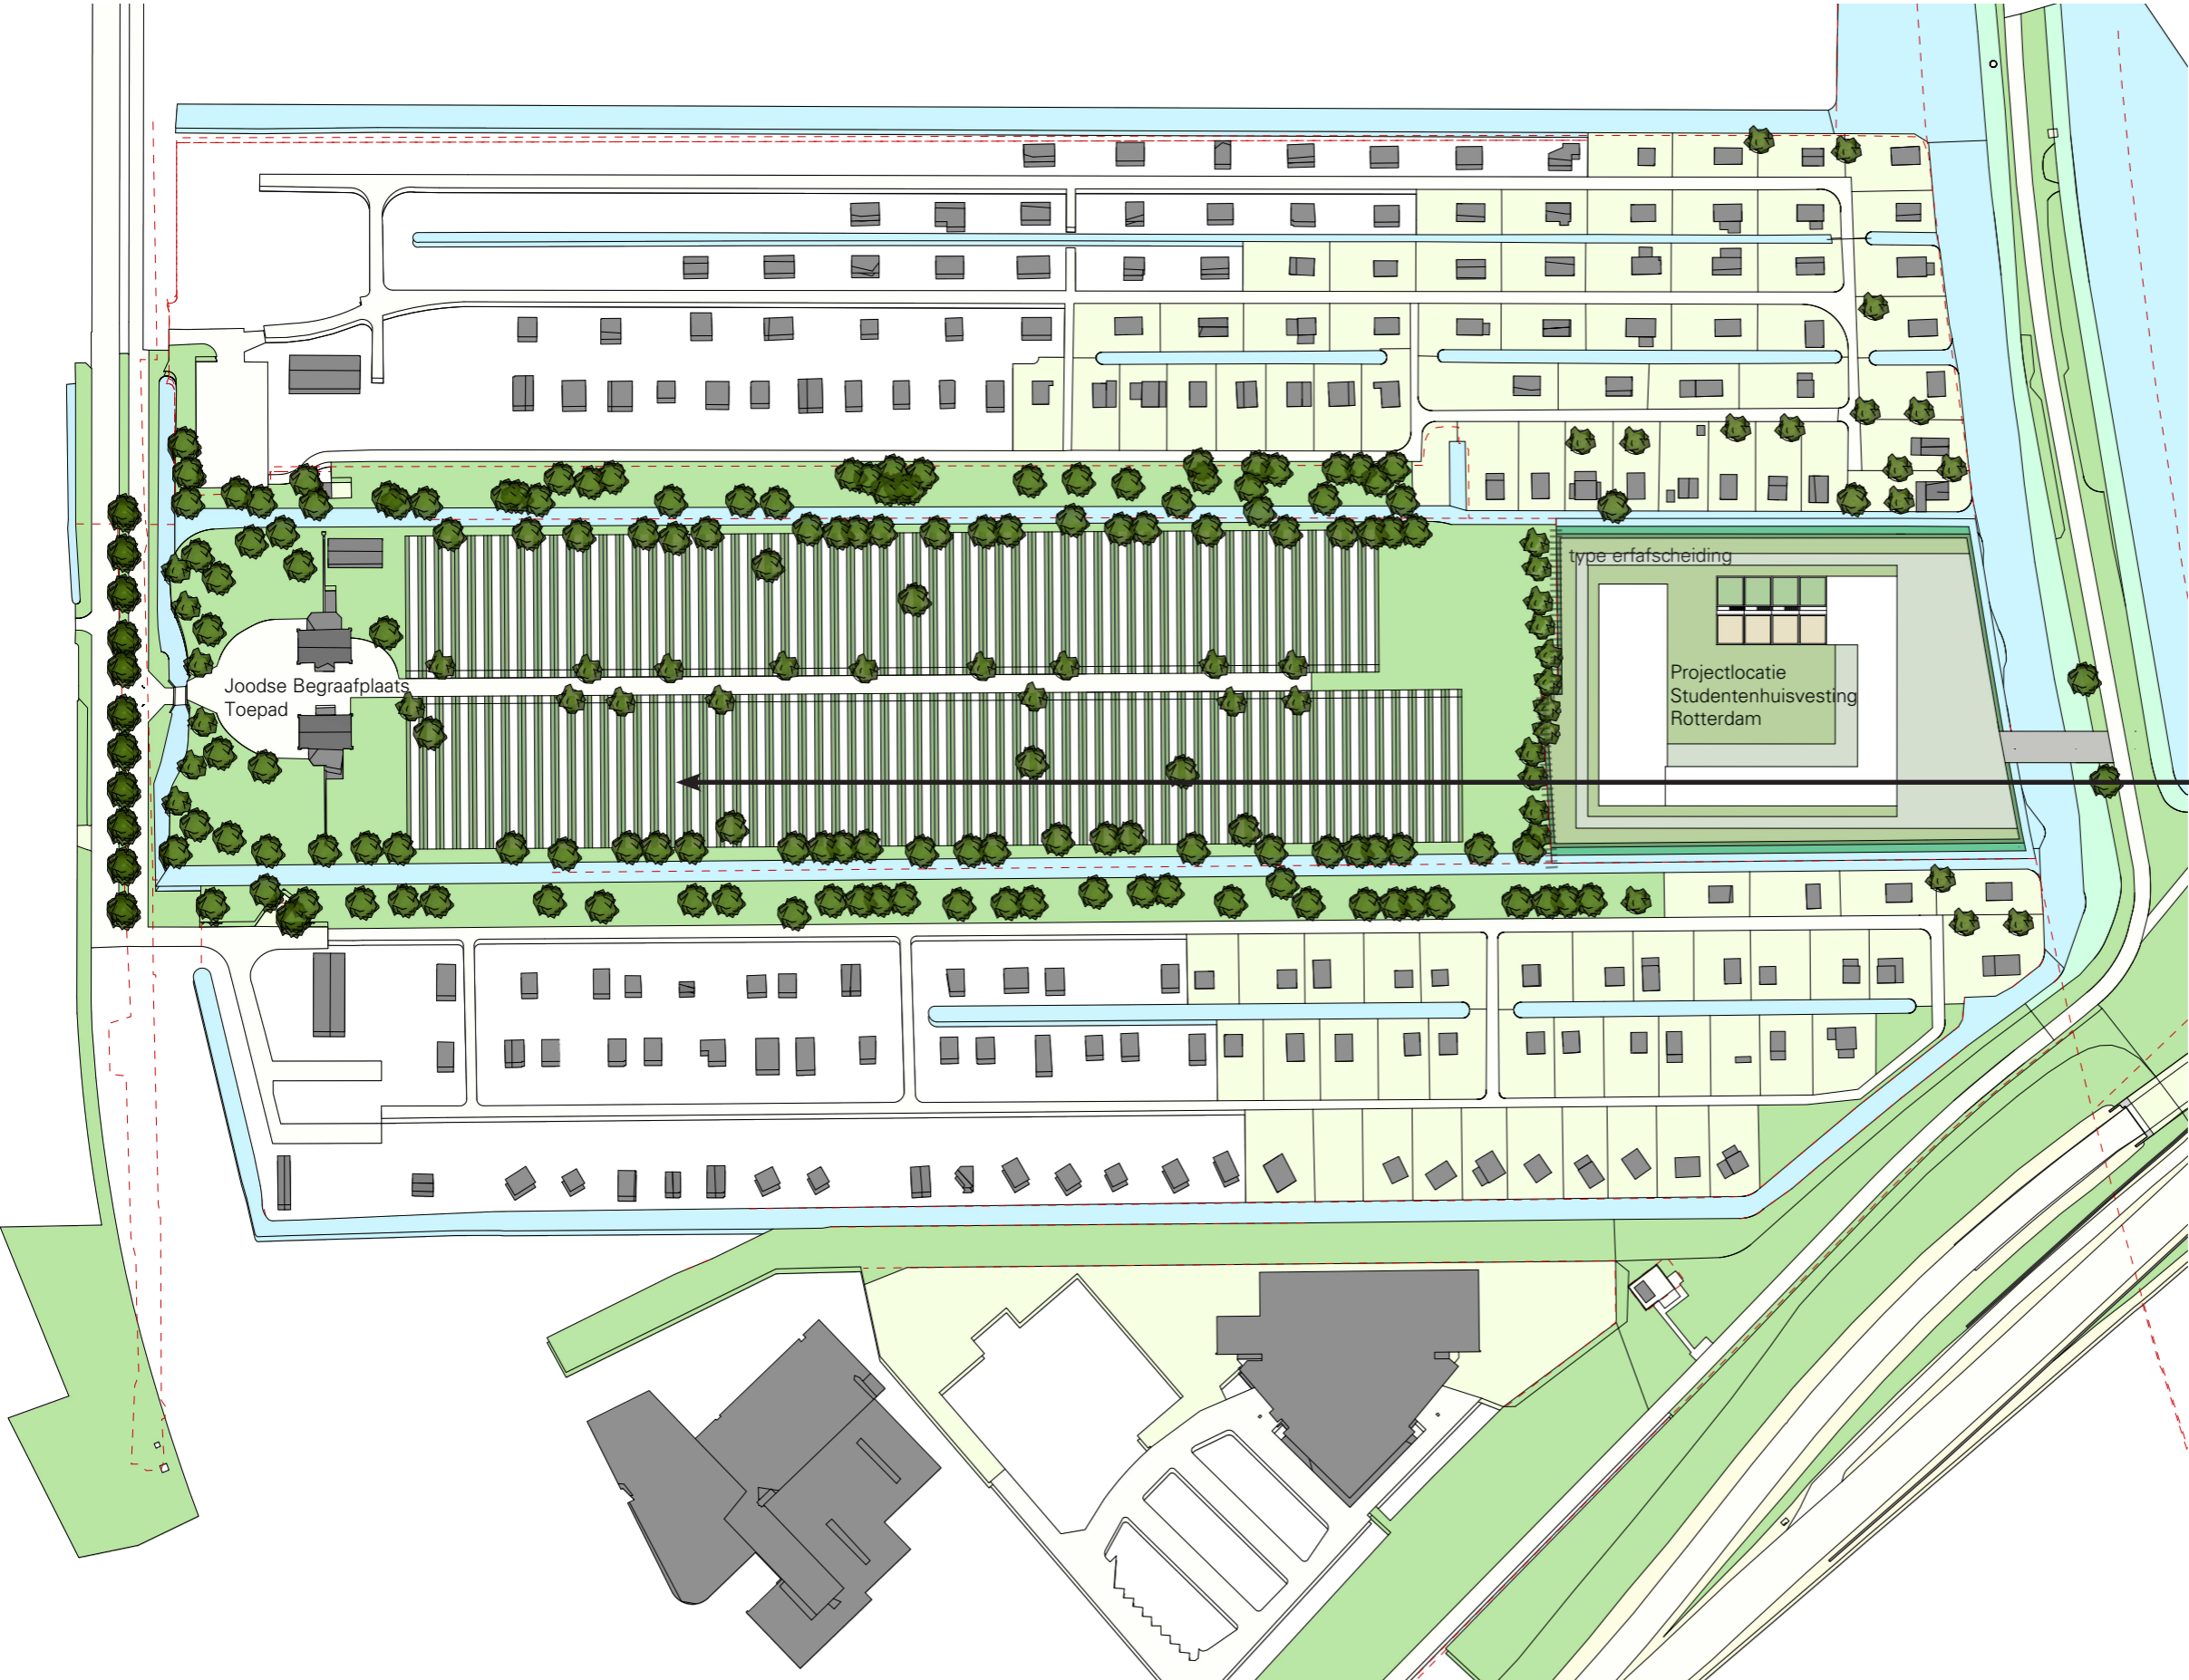 type erfafscheiding
Projectlocatie
Studentenhuisvesting
Rotterdam
Joodse Begraafplaats
Toepad